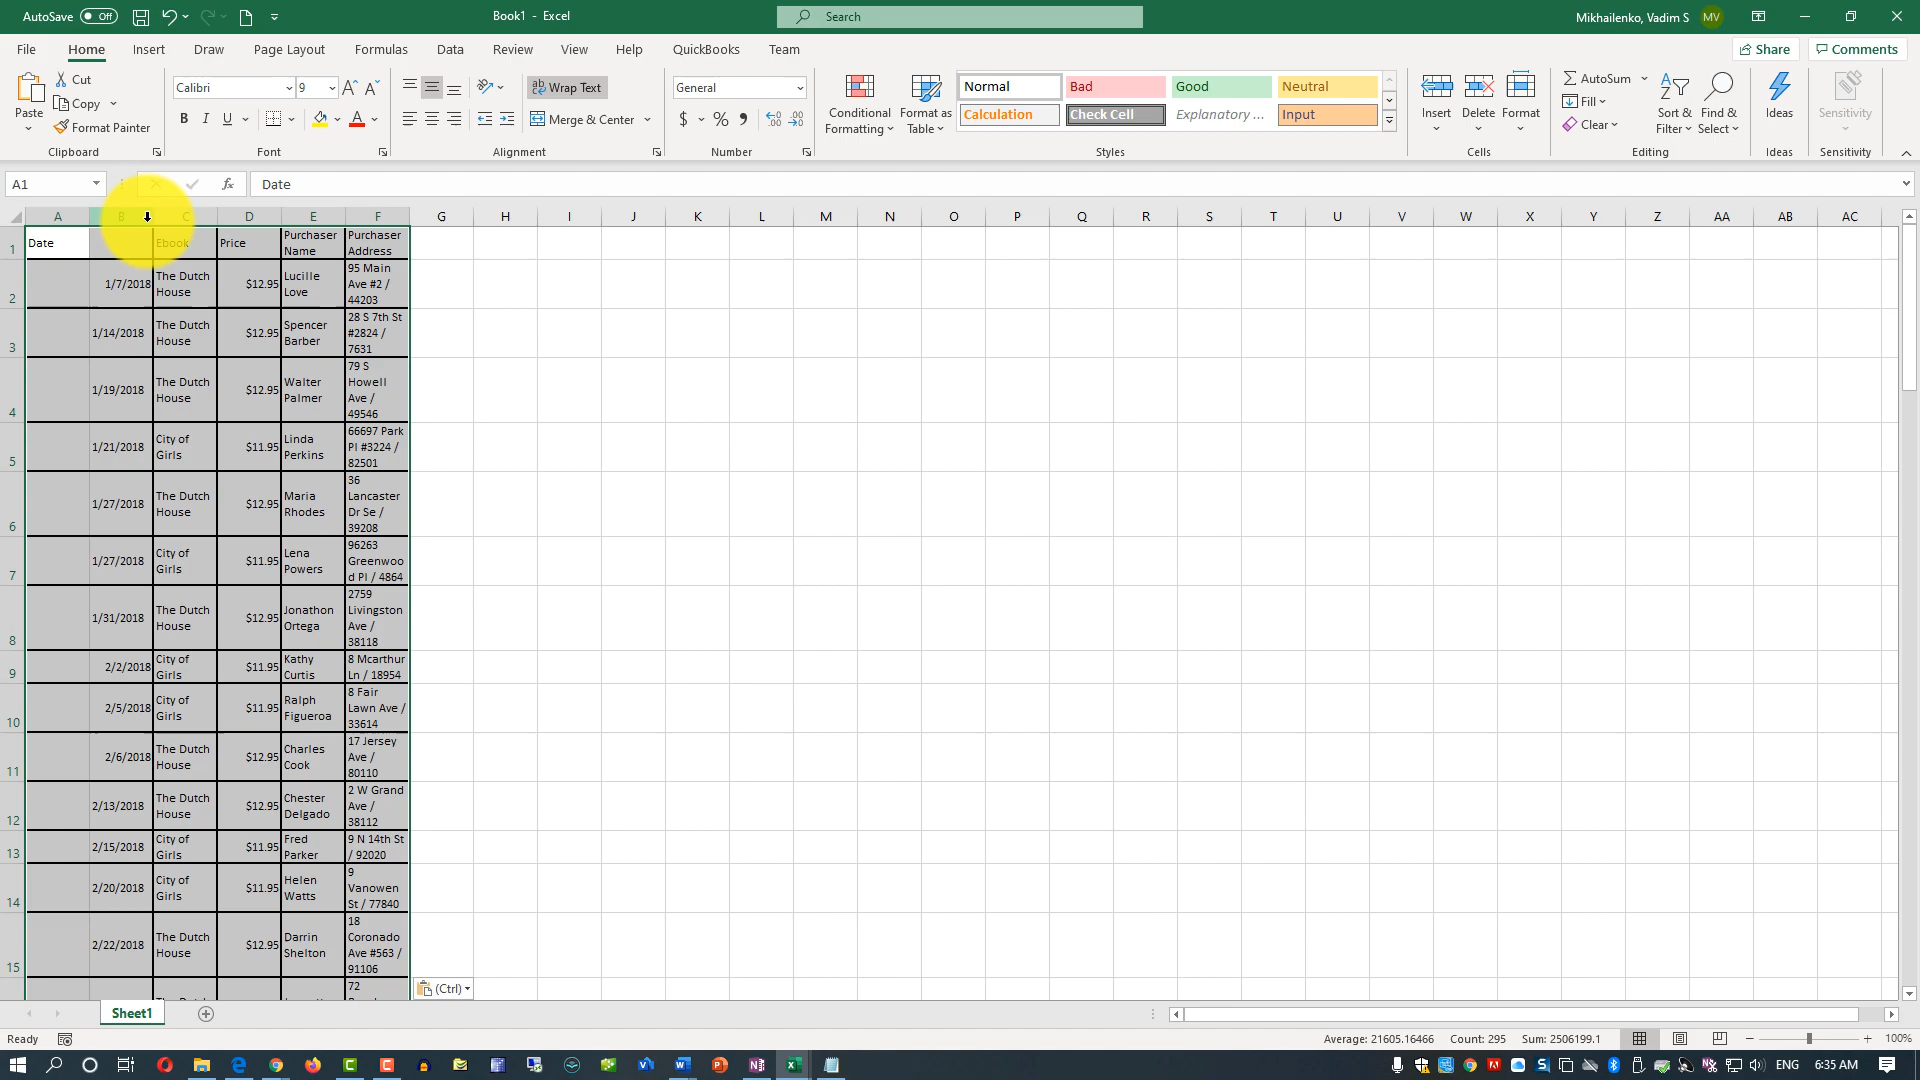 AutoSave Off
Book1 - Excel
Search
Mikhailenko, Vadim S MV
File Home Insert Draw Page Layout Formulas Data Review View Help QuickBooks Team Share Comments
Cut
Copy
Format Painter
Paste
Clipboard
Calibri 9
B I U
Font
Wrap Text
Merge & Center
Alignment
General
$ % ,
Number
Conditional Formatting
Format as Table
Normal Bad Good Neutral
Calculation Check Cell Explanatory ... Input
Styles
Insert Delete Format
Cells
AutoSum
Fill
Clear
Sort & Filter
Find & Select
Editing
Ideas
Ideas
Sensitivity
Sensitivity
A1 fx Date
A B C D E F G H I J K L M N O P Q R S T U V W X Y Z AA AB AC
1 Date Ebook Price Purchaser Name Purchaser Address
2 1/7/2018 The Dutch House $12.95 Lucille Love 95 Main Ave #2 / 44203
3 1/14/2018 The Dutch House $12.95 Spencer Barber 28 S 7th St #2824 / 7631
4 1/19/2018 The Dutch House $12.95 Walter Palmer 79 S Howell Ave / 49546
5 1/21/2018 City of Girls $11.95 Linda Perkins 66697 Park Pl #3224 / 82501
6 1/27/2018 The Dutch House $12.95 Maria Rhodes 36 Lancaster Dr Se / 39208
7 1/27/2018 City of Girls $11.95 Lena Powers 96263 Greenwood Pl / 4864
8 1/31/2018 The Dutch House $12.95 Jonathon Ortega 2759 Livingston Ave / 38118
9 2/2/2018 City of Girls $11.95 Kathy Curtis 8 Mcarthur Ln / 18954
10 2/5/2018 City of Girls $11.95 Ralph Figueroa 8 Fair Lawn Ave / 33614
11 2/6/2018 The Dutch House $12.95 Charles Cook 17 Jersey Ave / 80110
12 2/13/2018 The Dutch House $12.95 Chester Delgado 2 W Grand Ave / 38112
13 2/15/2018 City of Girls $11.95 Fred Parker 9 N 14th St / 92020
14 2/20/2018 City of Girls $11.95 Helen Watts 9 Vanowen St / 77840
15 2/22/2018 The Dutch House $12.95 Darrin Shelton 18 Coronado Ave #563 / 91106
72
(Ctrl)
Sheet1
Ready
Average: 21605.16466 Count: 295 Sum: 2506199.1 100%
ENG 6:35 AM